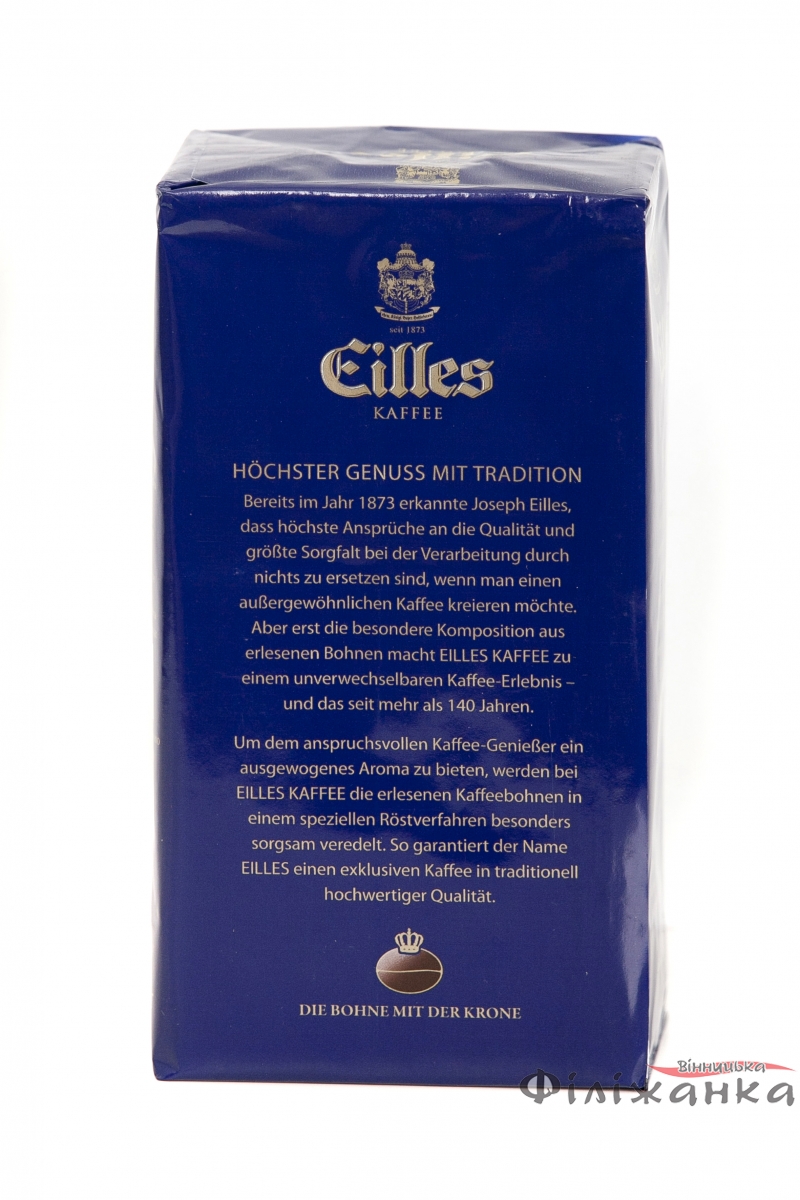 seit 1873
Eilles
KAFFEE
HÖCHSTER GENUSS MIT TRADITION
Bereits im Jahr 1873 erkannte Joseph Eilles,
dass höchste Ansprüche an die Qualität und
größte Sorgfalt bei der Verarbeitung durch
nichts zu ersetzen sind, wenn man einen
außergewöhnlichen Kaffee kreieren möchte.
Aber erst die besondere Komposition aus
erlesenen Bohnen macht EILLES KAFFEE zu
einem unverwechselbaren Kaffee-Erlebnis –
und das seit mehr als 140 Jahren.
Um dem anspruchsvollen Kaffee-Genießer ein
ausgewogenes Aroma zu bieten, werden bei
EILLES KAFFEE die erlesenen Kaffeebohnen in
einem speziellen Röstverfahren besonders
sorgsam veredelt. So garantiert der Name
EILLES einen exklusiven Kaffee in traditionell
hochwertiger Qualität.
DIE BOHNE MIT DER KRONE
Вінницька
Філіжанка